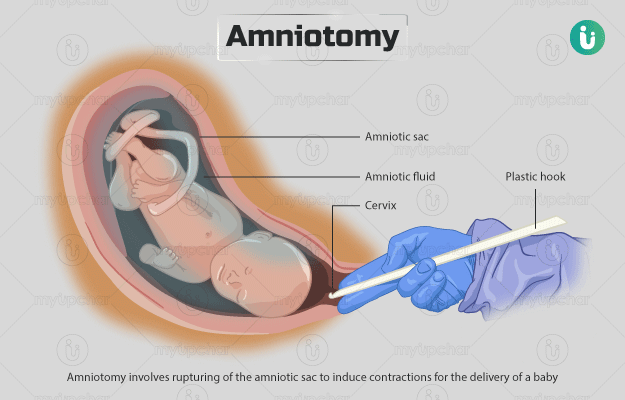 Amniotomy
Amniotic sac
Amniotic fluid
Plastic hook
Cervix
Amniotomy involves rupturing of the amniotic sac to induce contractions for the delivery of a baby
myupchar